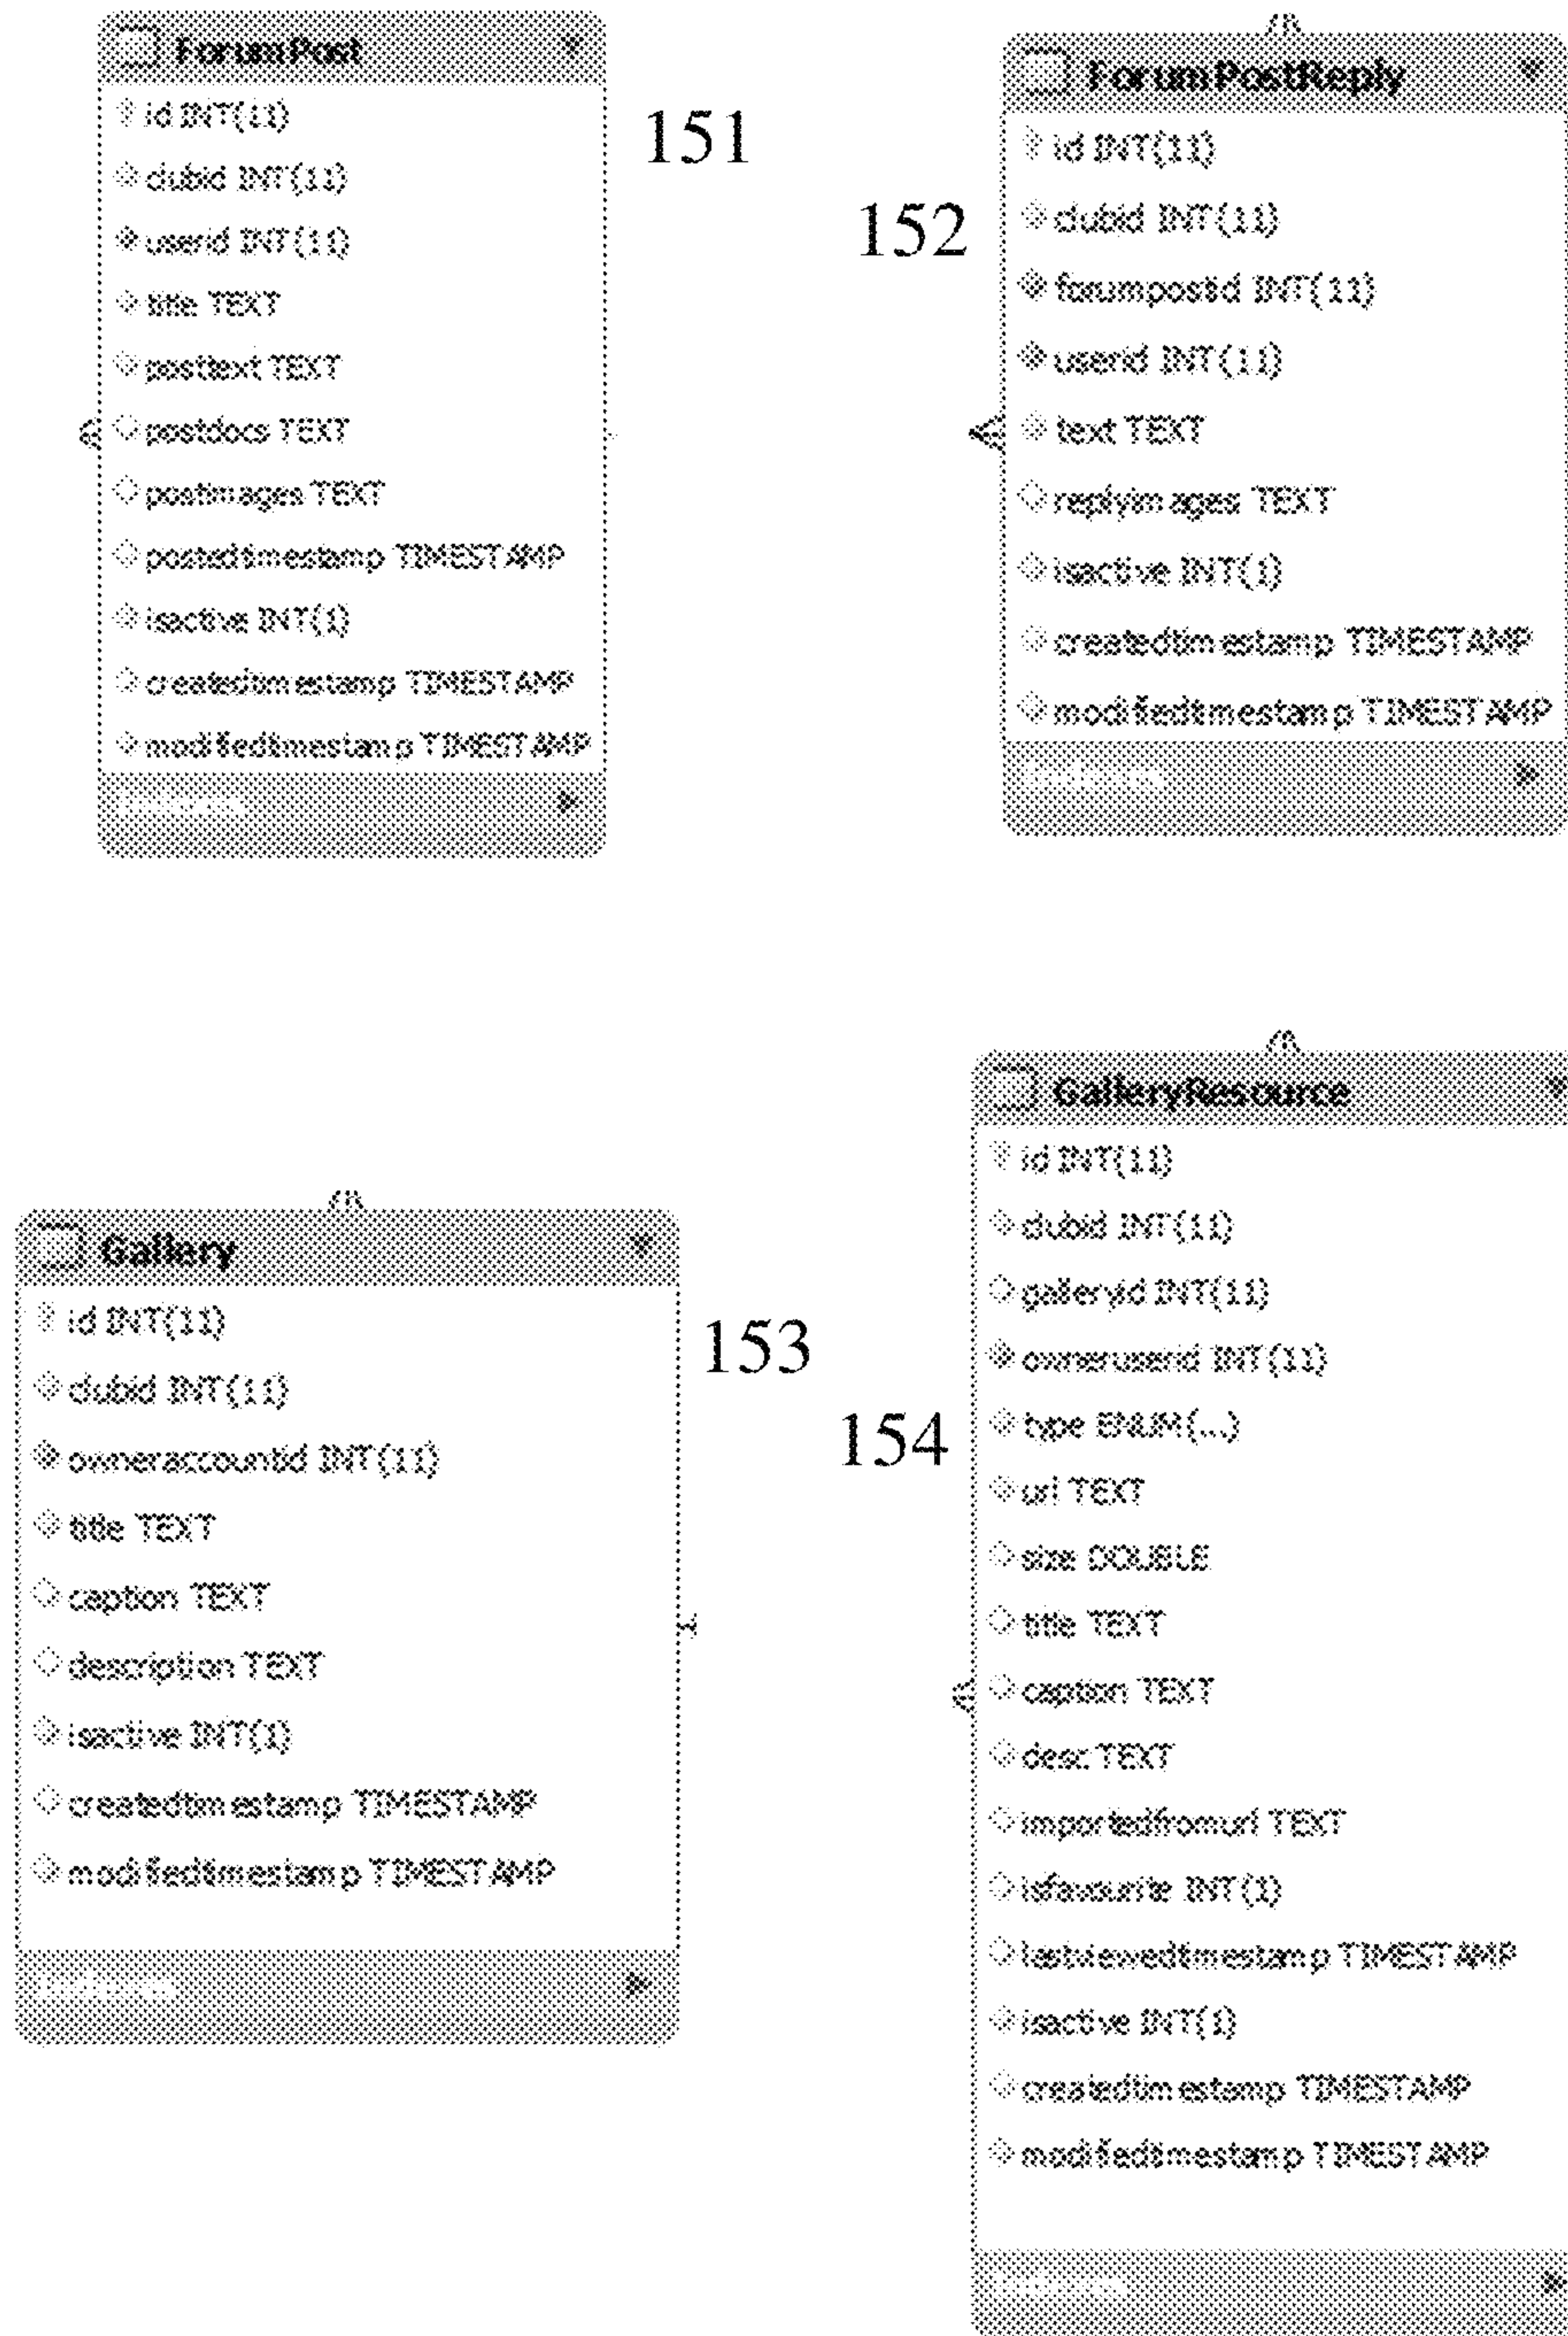 ForumPost
id INT(11)
clubid INT(11)
userid INT(11)
title TEXT
posttext TEXT
postdocs TEXT
postimages TEXT
postedtimestamp TIMESTAMP
isactive INT(1)
createdtimestamp TIMESTAMP
modifiedtimestamp TIMESTAMP
Indexes
151
ForumPostReply
152
id INT(11)
clubid INT(11)
forumpostid INT(11)
userid INT(11)
text TEXT
replyimages TEXT
isactive INT(1)
createdtimestamp TIMESTAMP
modifiedtimestamp TIMESTAMP
Indexes
Gallery
id INT(11)
clubid INT(11)
owneraccountid INT(11)
title TEXT
caption TEXT
description TEXT
isactive INT(1)
createdtimestamp TIMESTAMP
modifiedtimestamp TIMESTAMP
Indexes
153
154
GalleryResource
id INT(11)
clubid INT(11)
galleryid INT(11)
owneruserid INT(11)
type ENUM(...)
url TEXT
size DOUBLE
title TEXT
caption TEXT
desc TEXT
importedfromurl TEXT
isfavourite INT(1)
lastviewedtimestamp TIMESTAMP
isactive INT(1)
createdtimestamp TIMESTAMP
modifiedtimestamp TIMESTAMP
Indexes